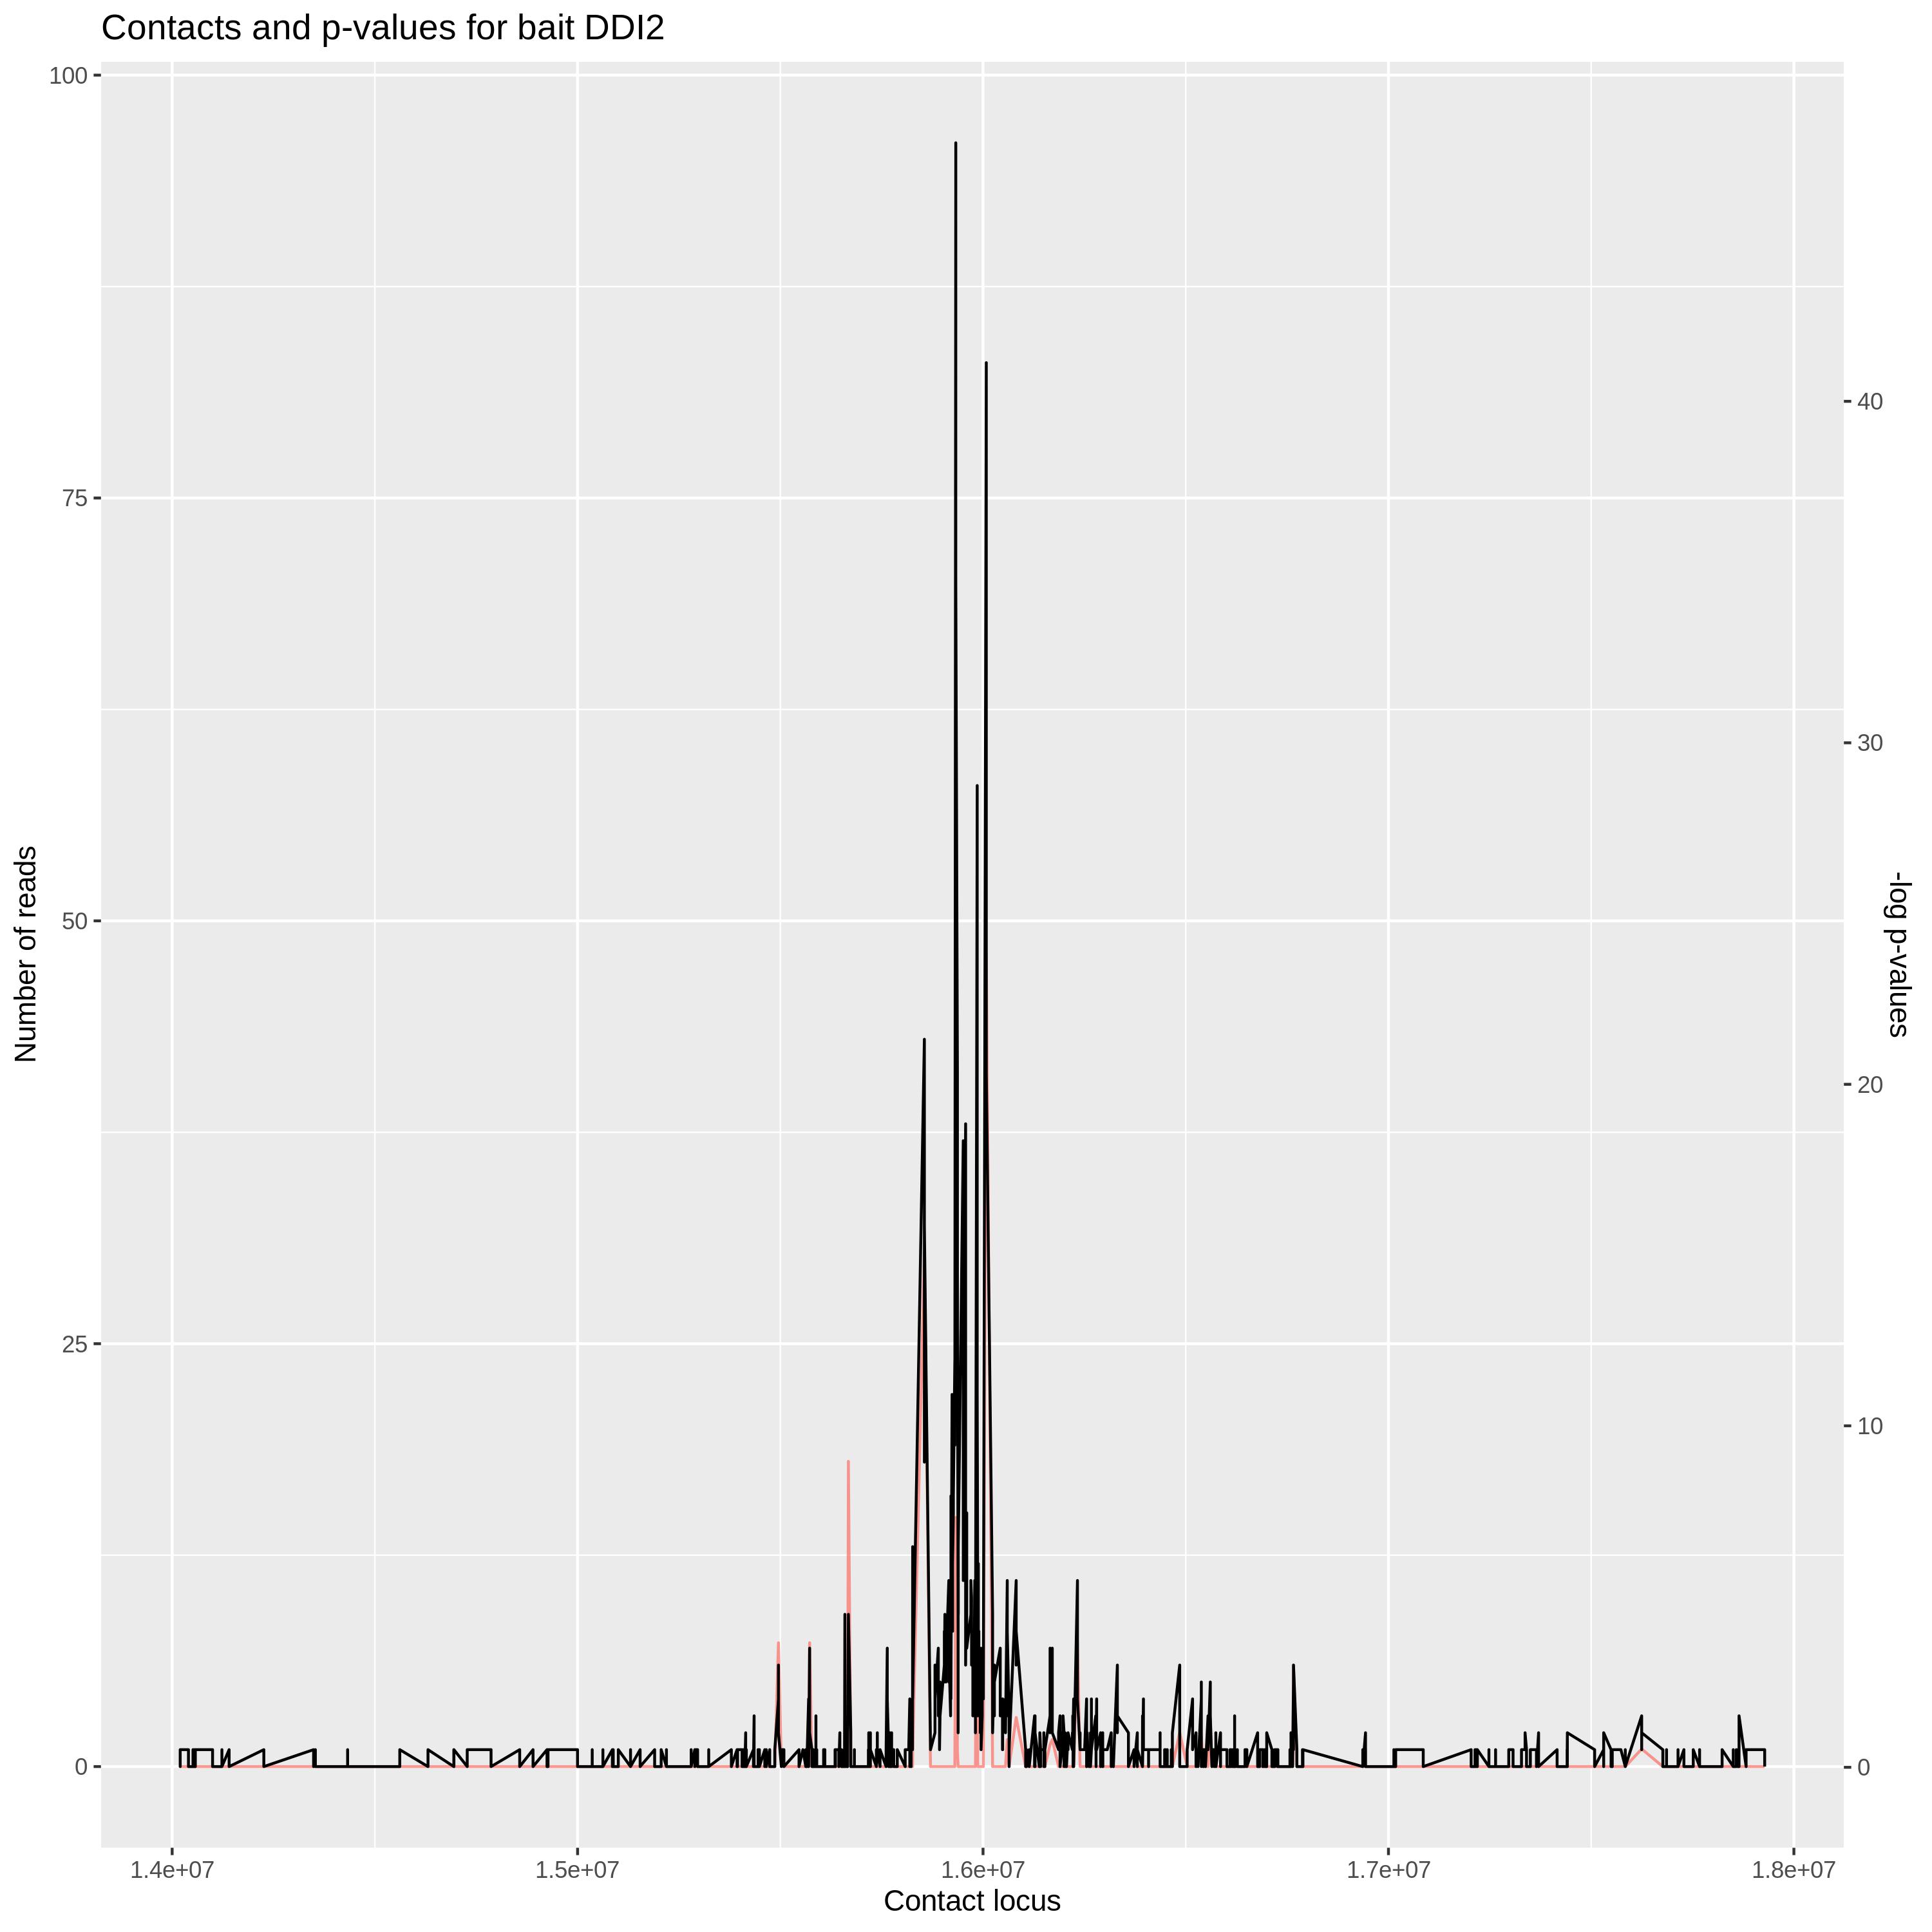 Contacts and p-values for bait DDI2
100
75
50
25
0
Number of reads
40
30
20
10
0
-log p-values
1.4e+07
1.5e+07
1.6e+07
1.7e+07
1.8e+07
Contact locus